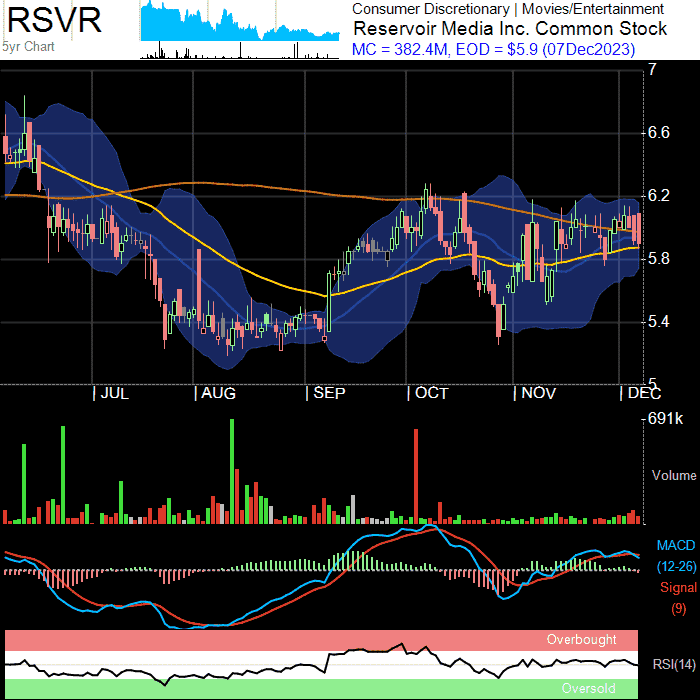 RSVR
5yr Chart
Consumer Discretionary | Movies/Entertainment
Reservoir Media Inc. Common Stock
MC = 382.4M, EOD = $5.9 (07Dec2023)
7
6.6
6.2
5.8
5.4
5
| JUL | AUG | SEP | OCT | NOV | DEC
691k
Volume
MACD
(12-26)
Signal
(9)
Overbought
RSI(14)
Oversold